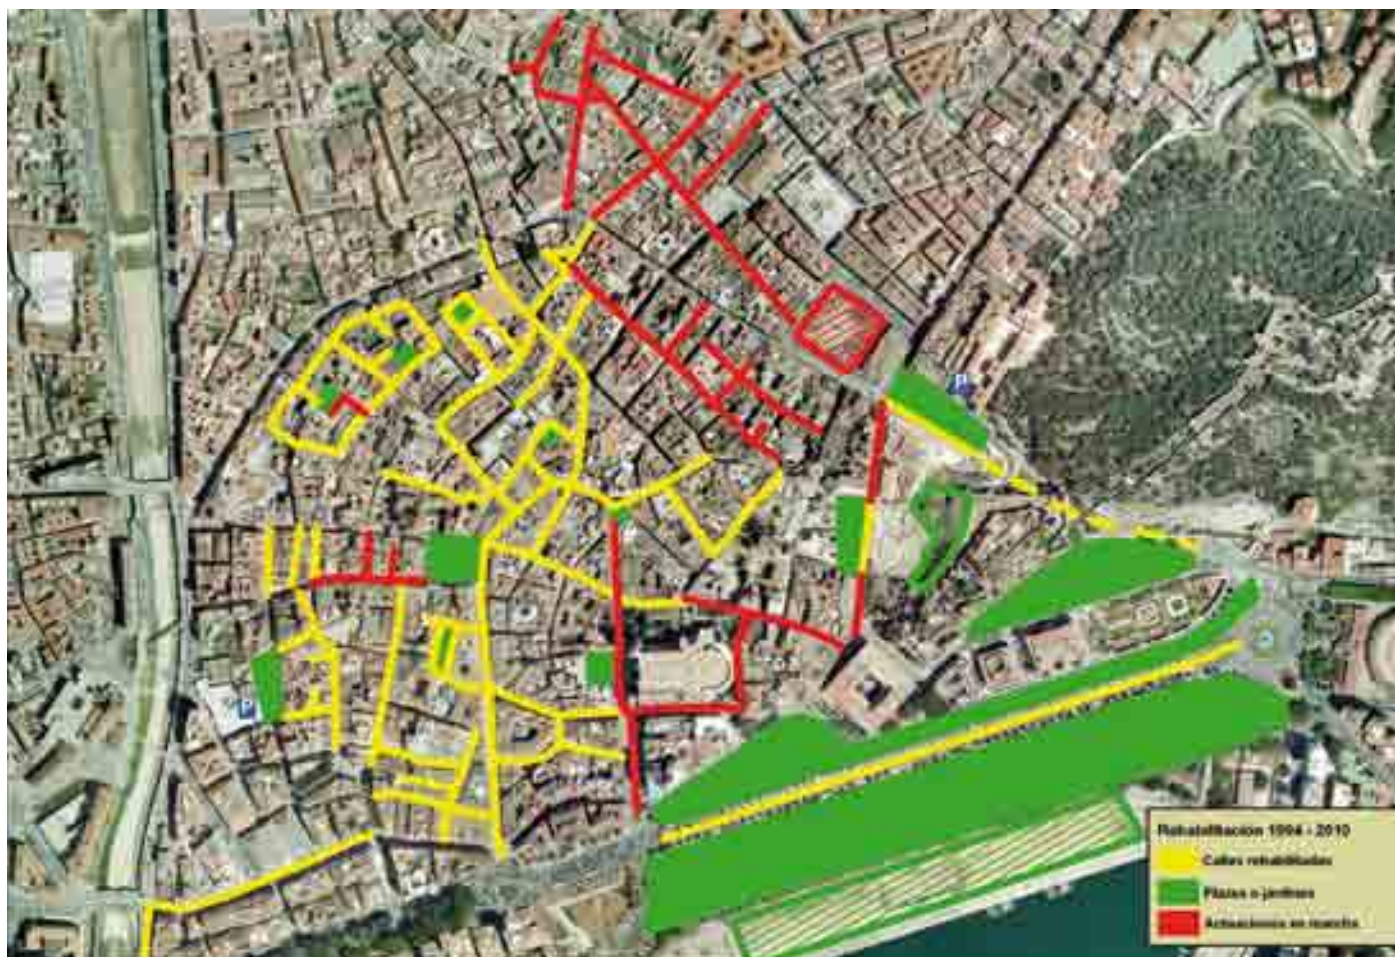 Rehabilitación 1994 - 2010
Calles rehabilitadas
Plazas o jardines
Actuaciones en marcha
P
P